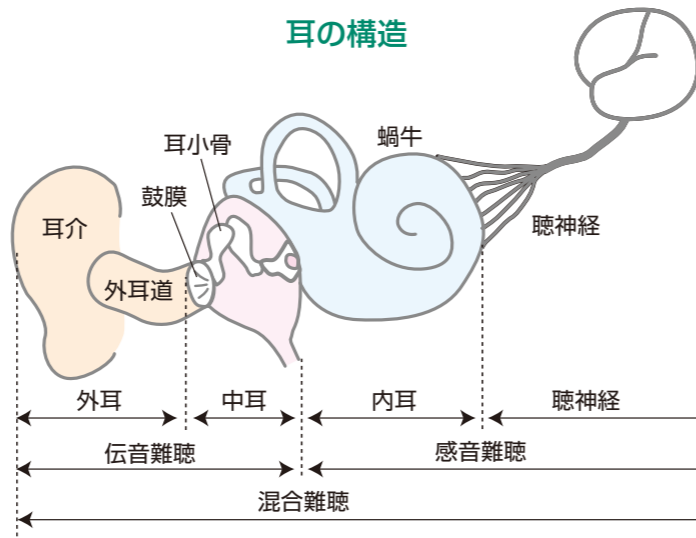 耳の構造
蝸牛
耳小骨
鼓膜
聴神経
耳介
外耳道
外耳
中耳
内耳
聴神経
伝音難聴
感音難聴
混合難聴